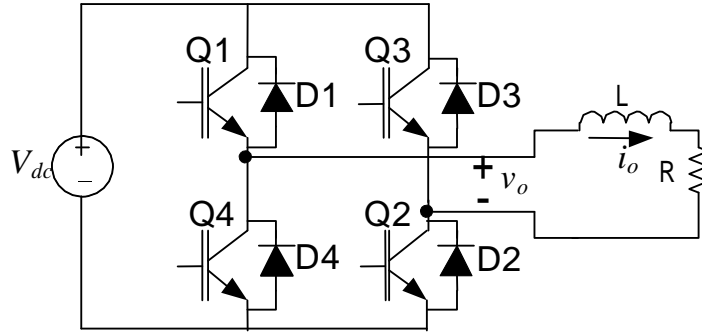 Q1
D1
Q3
D3
L
V_dc
+
−
+
v_o
-
i_o
R
Q4
D4
Q2
D2